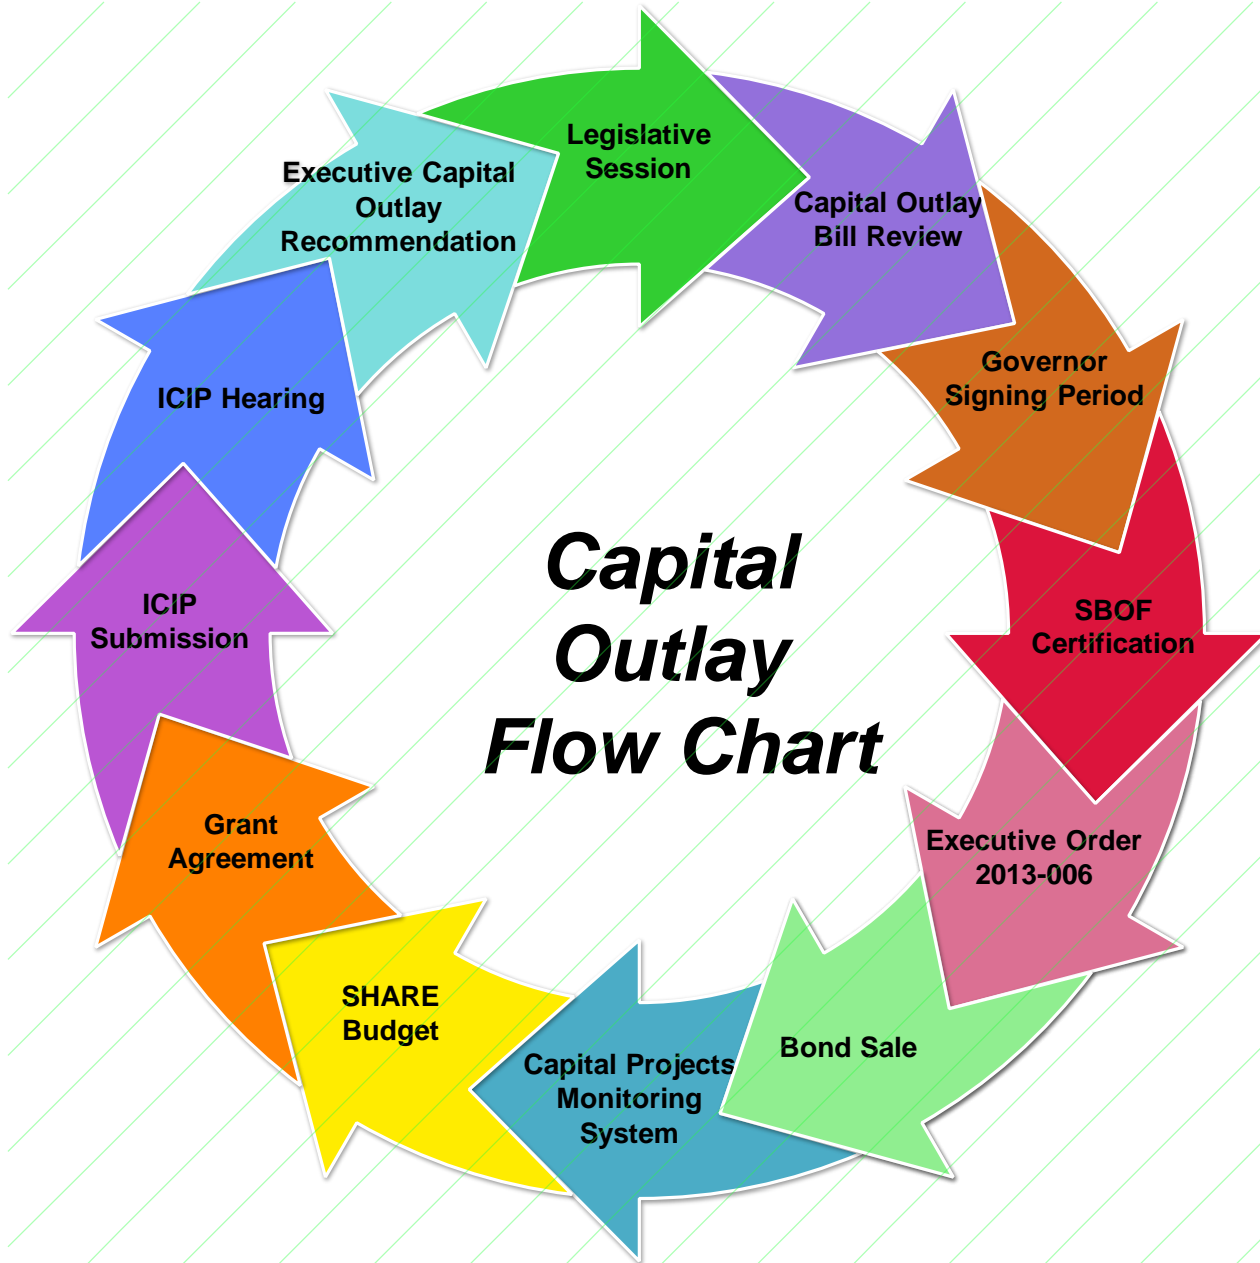 Legislative
Session
Capital Outlay
Bill Review
Governor
Signing Period
SBOF
Certification
Executive Order
2013-006
Bond Sale
Capital Projects
Monitoring
System
SHARE
Budget
Grant
Agreement
ICIP
Submission
ICIP Hearing
Executive Capital
Outlay
Recommendation
Capital
Outlay
Flow Chart